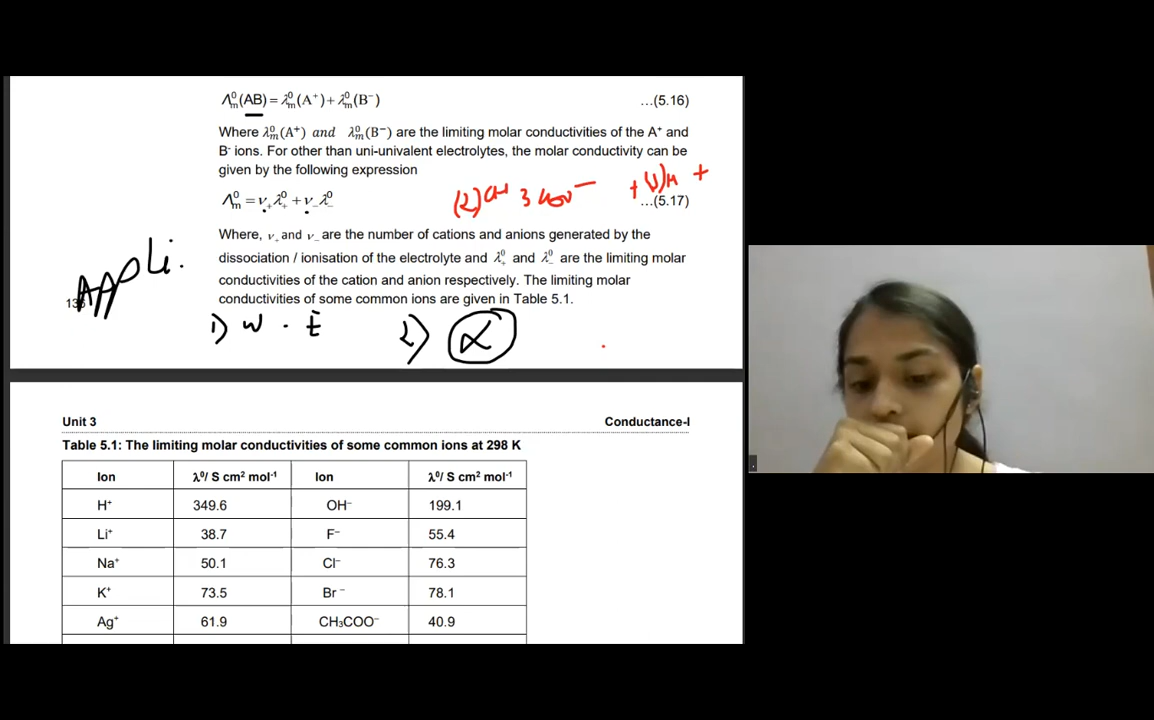 Λ⁰ₘ(AB) = λ⁰ₘ(A⁺) + λ⁰ₘ(B⁻) ...(5.16)
Where λ⁰ₘ(A⁺) and λ⁰ₘ(B⁻) are the limiting molar conductivities of the A⁺ and
B⁻ ions. For other than uni-univalent electrolytes, the molar conductivity can be
given by the following expression
Λ⁰ₘ = ν₊λ⁰₊ + ν₋λ⁰₋ ...(5.17)
Where, ν₊ and ν₋ are the number of cations and anions generated by the
dissociation / ionisation of the electrolyte and λ⁰₊ and λ⁰₋ are the limiting molar
conductivities of the cation and anion respectively. The limiting molar
conductivities of some common ions are given in Table 5.1.
Appli.
1) W . E 2) α
Unit 3 Conductance-I
Table 5.1: The limiting molar conductivities of some common ions at 298 K
Ion λ⁰/ S cm² mol⁻¹ Ion λ⁰/ S cm² mol⁻¹
H⁺ 349.6 OH⁻ 199.1
Li⁺ 38.7 F⁻ 55.4
Na⁺ 50.1 Cl⁻ 76.3
K⁺ 73.5 Br⁻ 78.1
Ag⁺ 61.9 CH₃COO⁻ 40.9